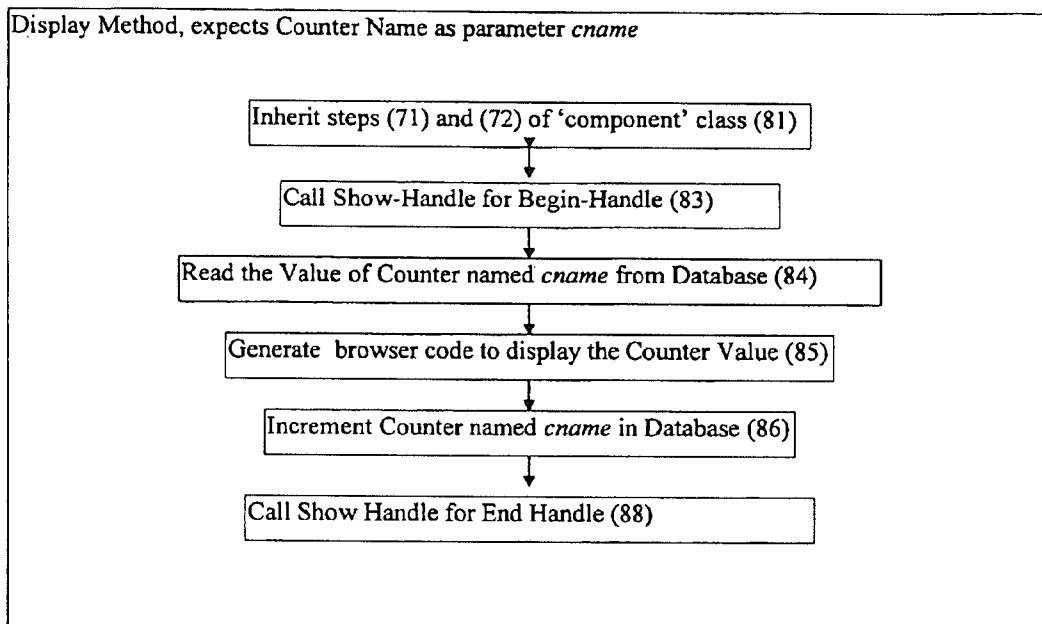 Display Method, expects Counter Name as parameter cname
Inherit steps (71) and (72) of ‘component’ class (81)
Call Show-Handle for Begin-Handle (83)
Read the Value of Counter named cname from Database (84)
Generate browser code to display the Counter Value (85)
Increment Counter named cname in Database (86)
Call Show Handle for End Handle (88)